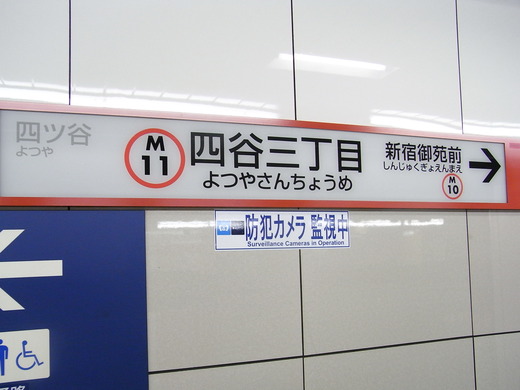 四ツ谷
よつや
M
11
四谷三丁目
よつやさんちょうめ
新宿御苑前
しんじゅくぎょえんまえ
M
10
防犯カメラ 監視中
Surveillance Cameras in Operation